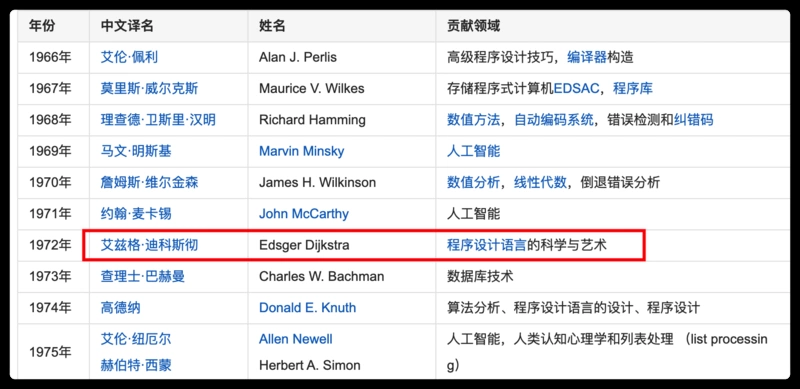 年份 中文译名 姓名 贡献领域
1966年 艾伦·佩利 Alan J. Perlis 高级程序设计技巧，编译器构造
1967年 莫里斯·威尔克斯 Maurice V. Wilkes 存储程序式计算机EDSAC，程序库
1968年 理查德·卫斯里·汉明 Richard Hamming 数值方法，自动编码系统，错误检测和纠错码
1969年 马文·明斯基 Marvin Minsky 人工智能
1970年 詹姆斯·维尔金森 James H. Wilkinson 数值分析，线性代数，倒退错误分析
1971年 约翰·麦卡锡 John McCarthy 人工智能
1972年 艾兹格·迪科斯彻 Edsger Dijkstra 程序设计语言的科学与艺术
1973年 查理士·巴赫曼 Charles W. Bachman 数据库技术
1974年 高德纳 Donald E. Knuth 算法分析、程序设计语言的设计、程序设计
1975年 艾伦·纽厄尔 Allen Newell 人工智能，人类认知心理学和列表处理 （list processin
赫伯特·西蒙 Herbert A. Simon g）